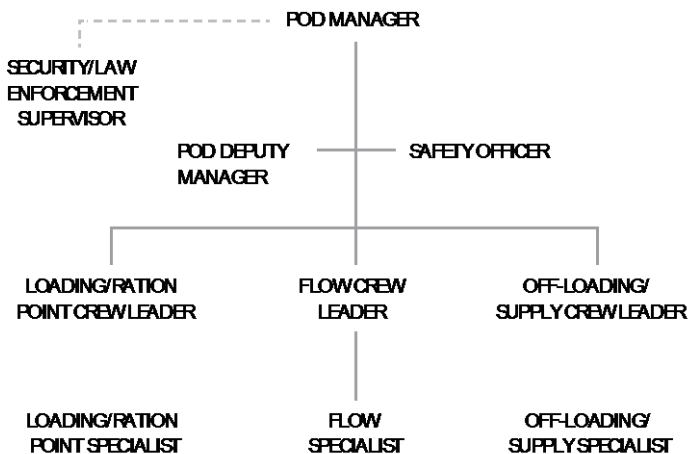 POD MANAGER
SECURITY/LAW
ENFORCEMENT
SUPERVISOR
POD DEPUTY
MANAGER
SAFETY OFFICER
LOADING/RATION
POINT CREW LEADER
FLOW CREW
LEADER
OFF-LOADING/
SUPPLY CREW LEADER
LOADING/RATION
POINT SPECIALIST
FLOW
SPECIALIST
OFF-LOADING/
SUPPLY SPECIALIST